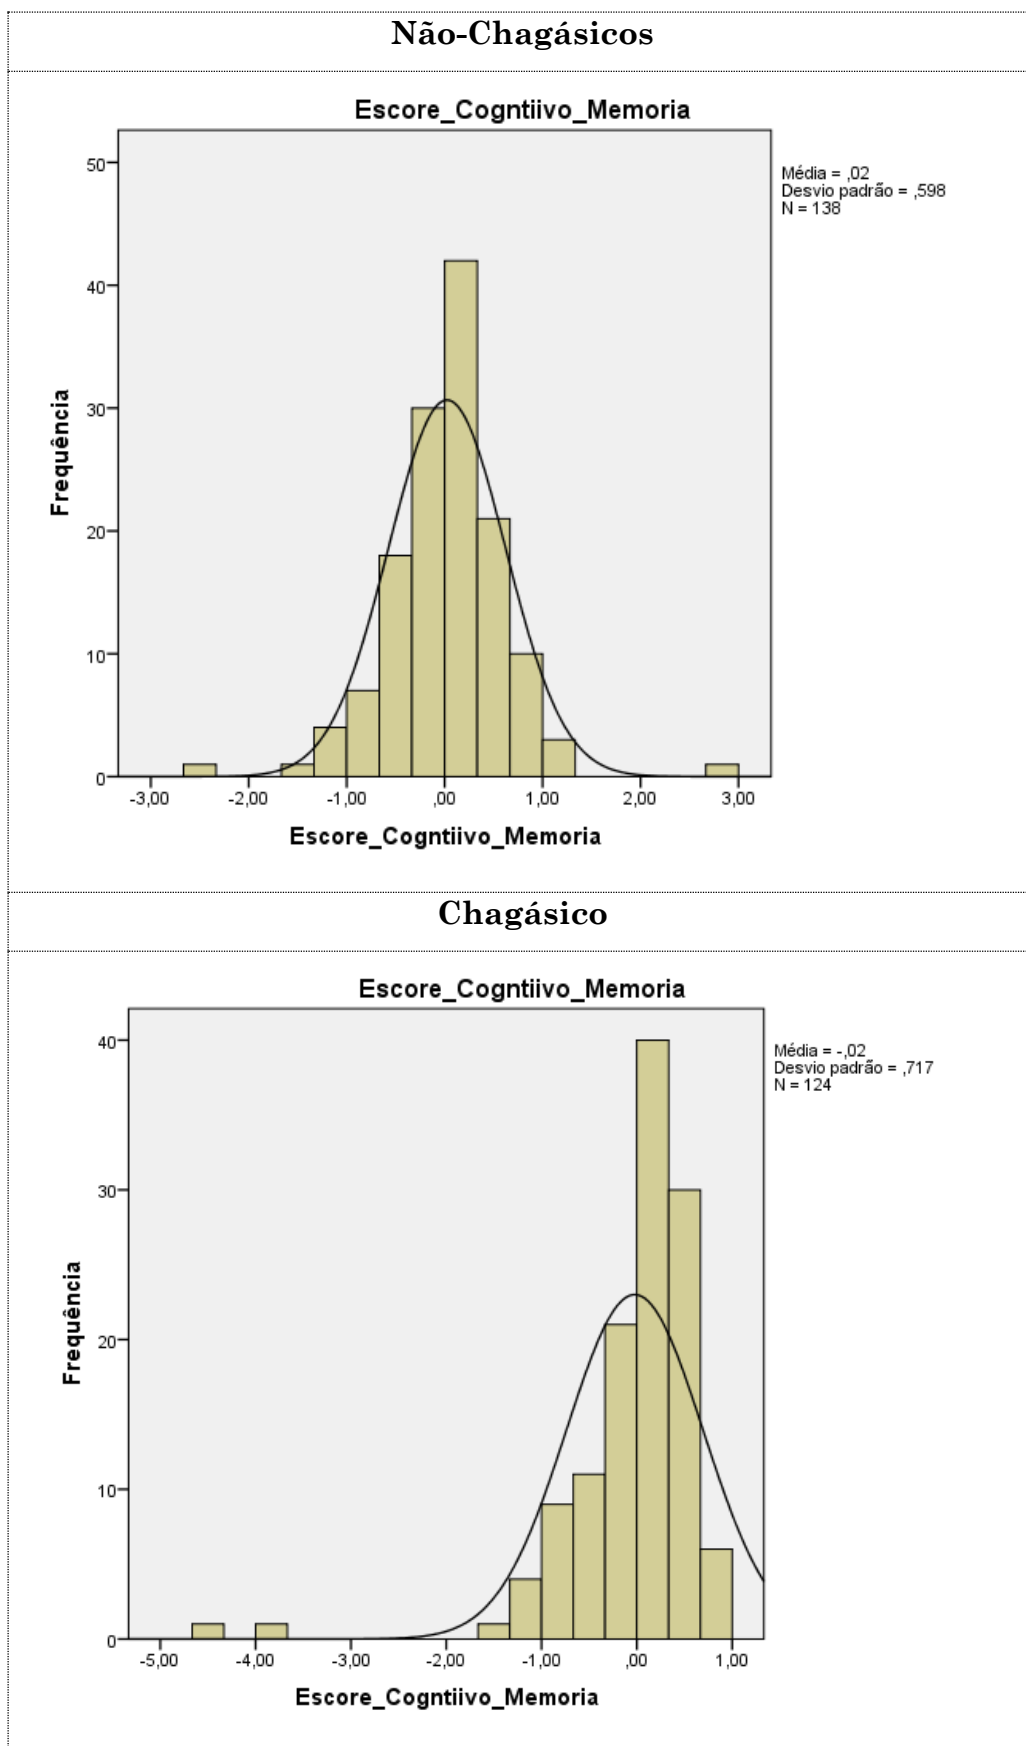 Não-Chagásicos
Escore_Cogntiivo_Memoria
Média = ,02
Desvio padrão = ,598
N = 138
50
40
30
20
10
0
Frequência
-3,00 -2,00 -1,00 ,00 1,00 2,00 3,00
Escore_Cogntiivo_Memoria
Chagásico
Escore_Cogntiivo_Memoria
Média = -,02
Desvio padrão = ,717
N = 124
40
30
20
10
0
Frequência
-5,00 -4,00 -3,00 -2,00 -1,00 ,00 1,00
Escore_Cogntiivo_Memoria